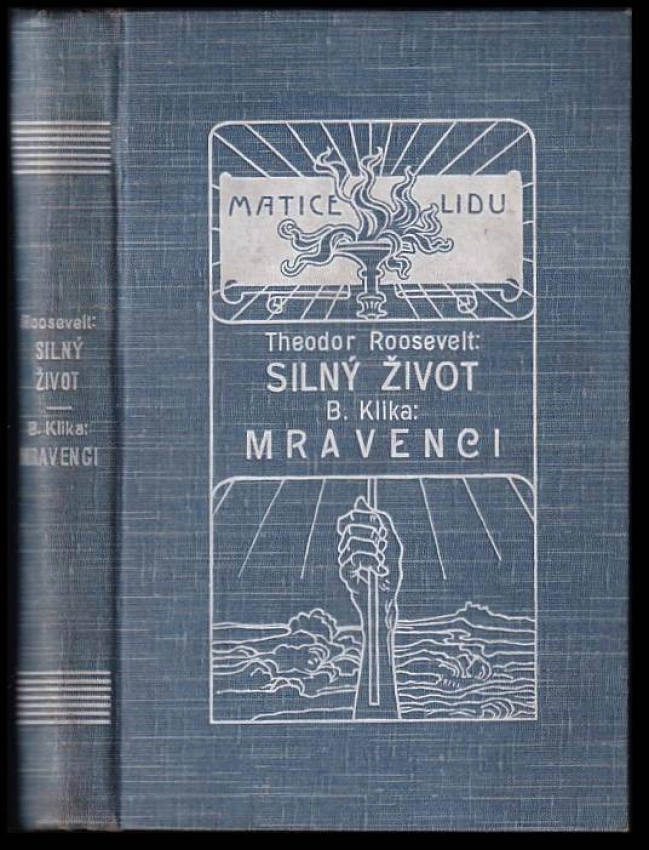 MATICE LIDU
Theodor Roosevelt:
SILNÝ ŽIVOT
B. Klika:
MRAVENCI
Roosevelt:
SILNÝ
ŽIVOT
B. Klika:
MRAVENCI